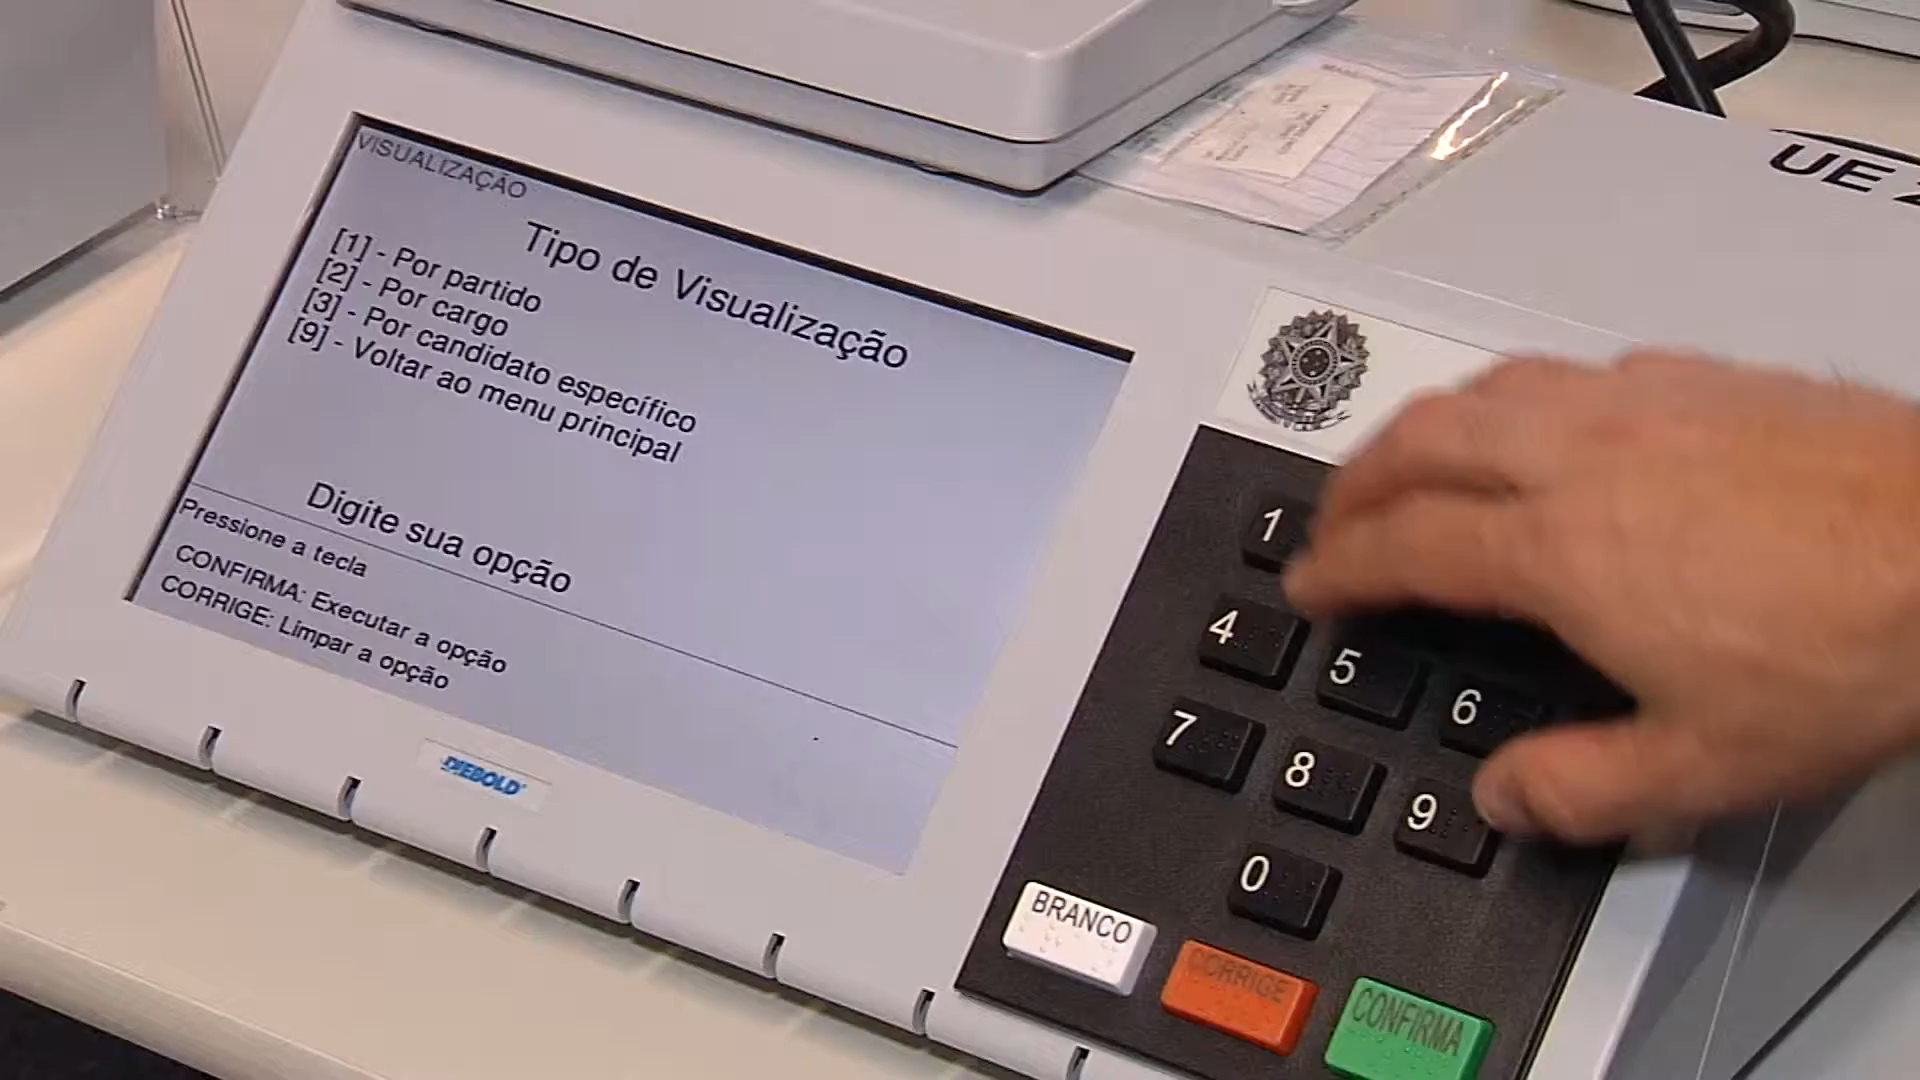 VISUALIZAÇÃO
Tipo de Visualização
[1] - Por partido
[2] - Por cargo
[3] - Por candidato específico
[9] - Voltar ao menu principal
Digite sua opção
Pressione a tecla
CONFIRMA: Executar a opção
CORRIGE: Limpar a opção
DIEBOLD
UE
1
4
5
6
7
8
9
0
BRANCO
CORRIGE
CONFIRMA